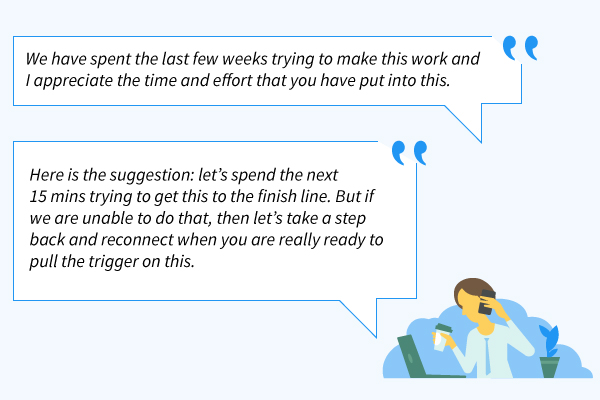 We have spent the last few weeks trying to make this work and
I appreciate the time and effort that you have put into this.
Here is the suggestion: let’s spend the next
15 mins trying to get this to the finish line. But if
we are unable to do that, then let’s take a step
back and reconnect when you are really ready to
pull the trigger on this.